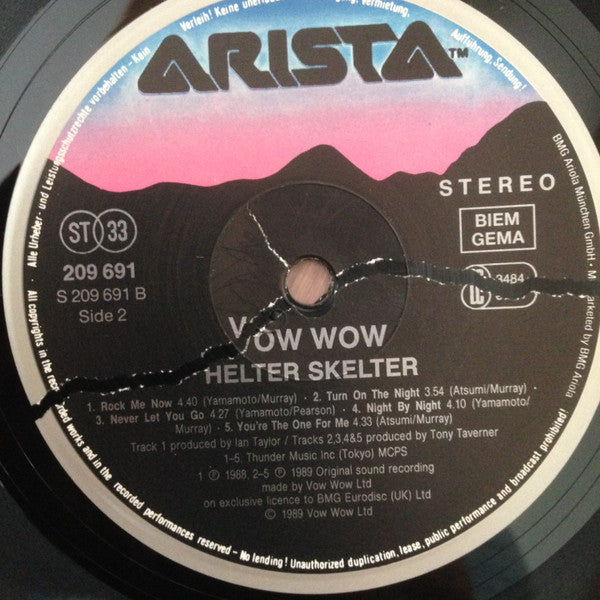 Alle Urheber- und Leistungsschutzrechte vorbehalten - Kein Verleih! Keine Vermietung, Aufführung, Sendung!
ARISTA™
STEREO
ST 33
BIEM
GEMA
209 691
LC 3484
S 209 691 B
Side 2
VOW WOW
HELTER SKELTER
1. Rock Me Now 4.40 (Yamamoto/Murray) · 2. Turn On The Night 3.54 (Atsumi/Murray) ·
3. Never Let You Go 4.27 (Yamamoto/Pearson) · 4. Night By Night 4.10 (Yamamoto/
Murray) · 5. You're The One For Me 4.33 (Atsumi/Murray)
Track 1 produced by Ian Taylor / Tracks 2,3,4&5 produced by Tony Taverner
1–5. Thunder Music Inc (Tokyo) MCPS
1 ℗ 1988, 2–5 ℗ 1989 Original sound recording
made by Vow Wow Ltd
on exclusive licence to BMG Eurodisc (UK) Ltd
© 1989 Vow Wow Ltd
BMG Ariola München GmbH · Marketed by BMG Ariola
All copyrights in the recorded works and in the recorded performances reserved. – No lending! Unauthorized duplication, lease, public performance and broadcast prohibited!